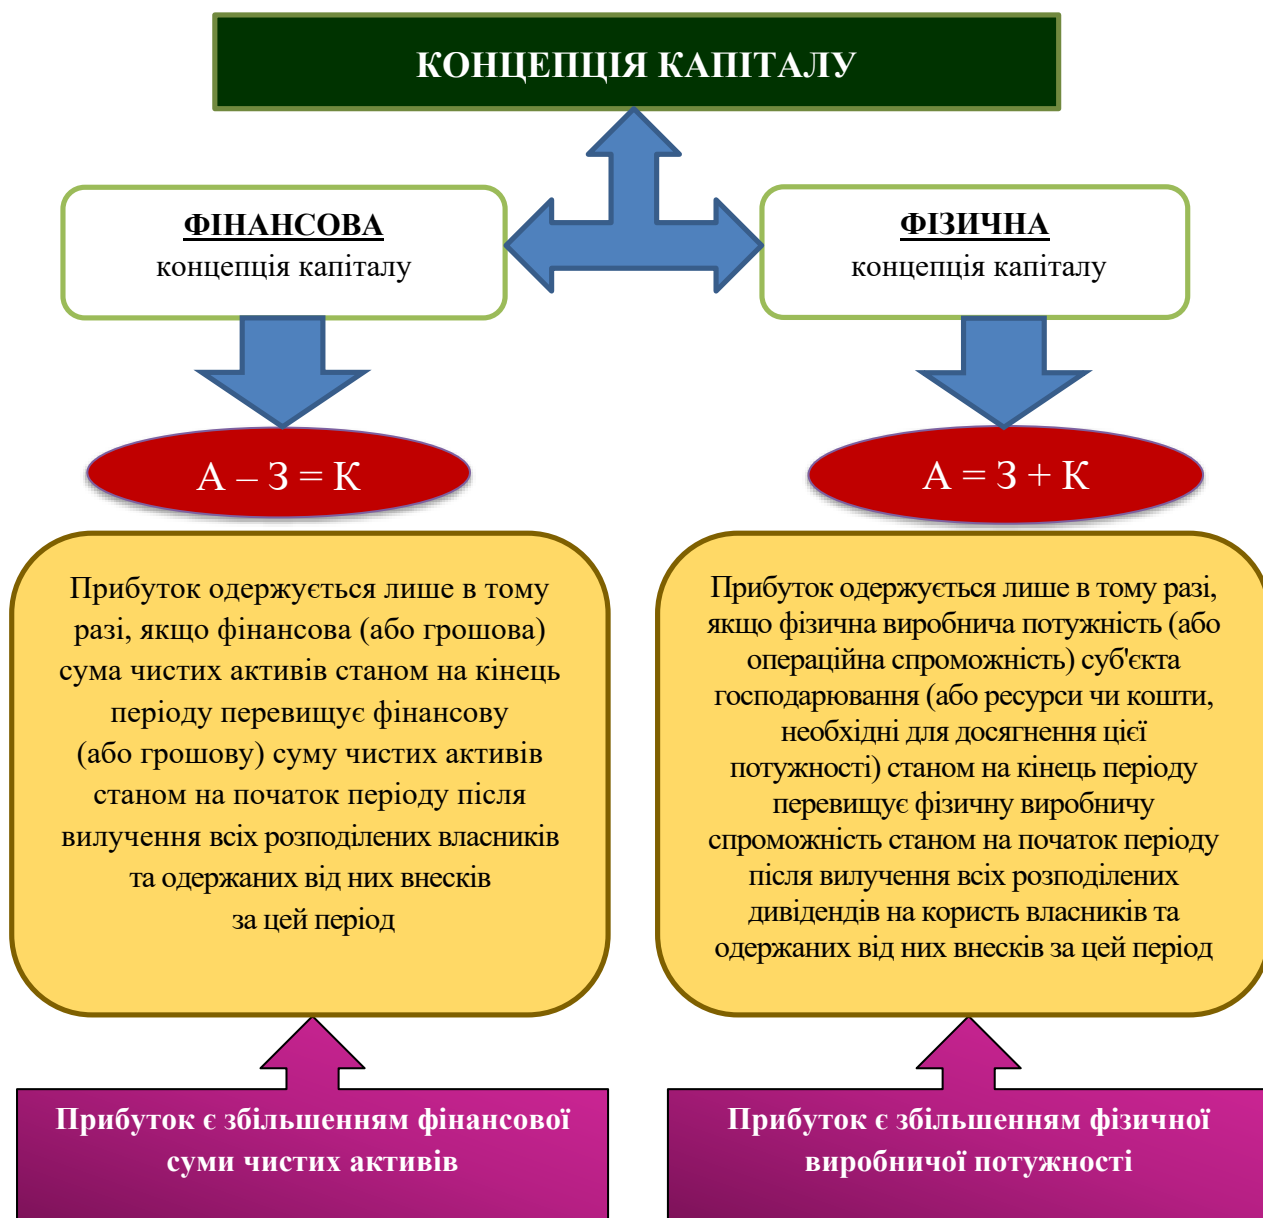 КОНЦЕПЦІЯ КАПІТАЛУ
ФІНАНСОВА
концепція капіталу
ФІЗИЧНА
концепція капіталу
А – З = К
А = З + К
Прибуток одержується лише в тому
разі, якщо фінансова (або грошова)
сума чистих активів станом на кінець
періоду перевищує фінансову
(або грошову) суму чистих активів
станом на початок періоду після
вилучення всіх розподілених власників
та одержаних від них внесків
за цей період
Прибуток одержується лише в тому разі,
якщо фізична виробнича потужність (або
операційна спроможність) суб'єкта
господарювання (або ресурси чи кошти,
необхідні для досягнення цієї
потужності) станом на кінець періоду
перевищує фізичну виробничу
спроможність станом на початок періоду
після вилучення всіх розподілених
дивідендів на користь власників та
одержаних від них внесків за цей період
Прибуток є збільшенням фінансової
суми чистих активів
Прибуток є збільшенням фізичної
виробничої потужності